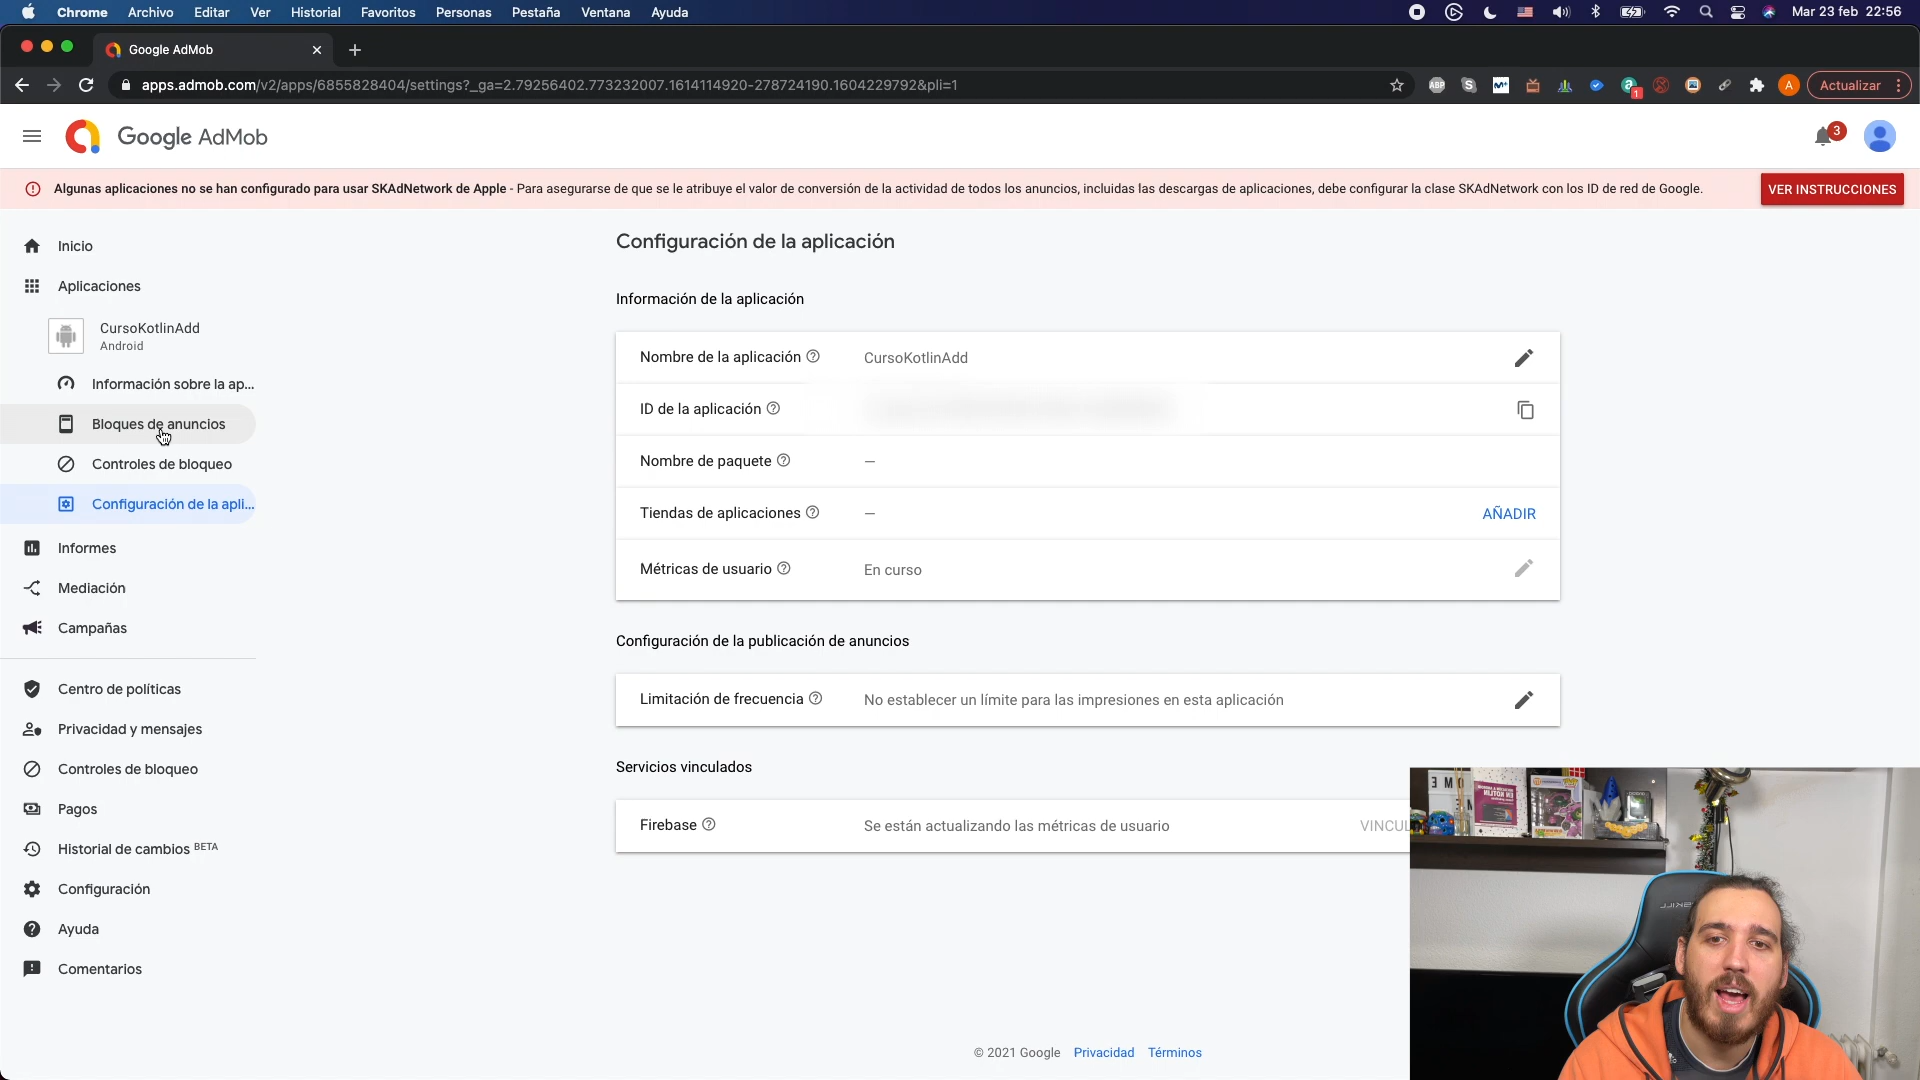 Chrome Archivo Editar Ver Historial Favoritos Personas Pestaña Ventana Ayuda Mar 23 feb 22:56
Google AdMob
apps.admob.com/v2/apps/6855828404/settings?_ga=2.79256402.773232007.1614114920-278724190.1604229792&pli=1
ABP
1
A
Actualizar
Google AdMob
3
Algunas aplicaciones no se han configurado para usar SKAdNetwork de Apple - Para asegurarse de que se le atribuye el valor de conversión de la actividad de todos los anuncios, incluidas las descargas de aplicaciones, debe configurar la clase SKAdNetwork con los ID de red de Google.
VER INSTRUCCIONES
Inicio
Aplicaciones
CursoKotlinAdd
Android
Información sobre la ap...
Bloques de anuncios
Controles de bloqueo
Configuración de la apli...
Informes
Mediación
Campañas
Centro de políticas
Privacidad y mensajes
Controles de bloqueo
Pagos
Historial de cambios BETA
Configuración
Ayuda
Comentarios
Configuración de la aplicación
Información de la aplicación
Nombre de la aplicación CursoKotlinAdd
ID de la aplicación
Nombre de paquete –
Tiendas de aplicaciones – AÑADIR
Métricas de usuario En curso
Configuración de la publicación de anuncios
Limitación de frecuencia No establecer un límite para las impresiones en esta aplicación
Servicios vinculados
Firebase Se están actualizando las métricas de usuario VINCUL
© 2021 Google Privacidad Términos